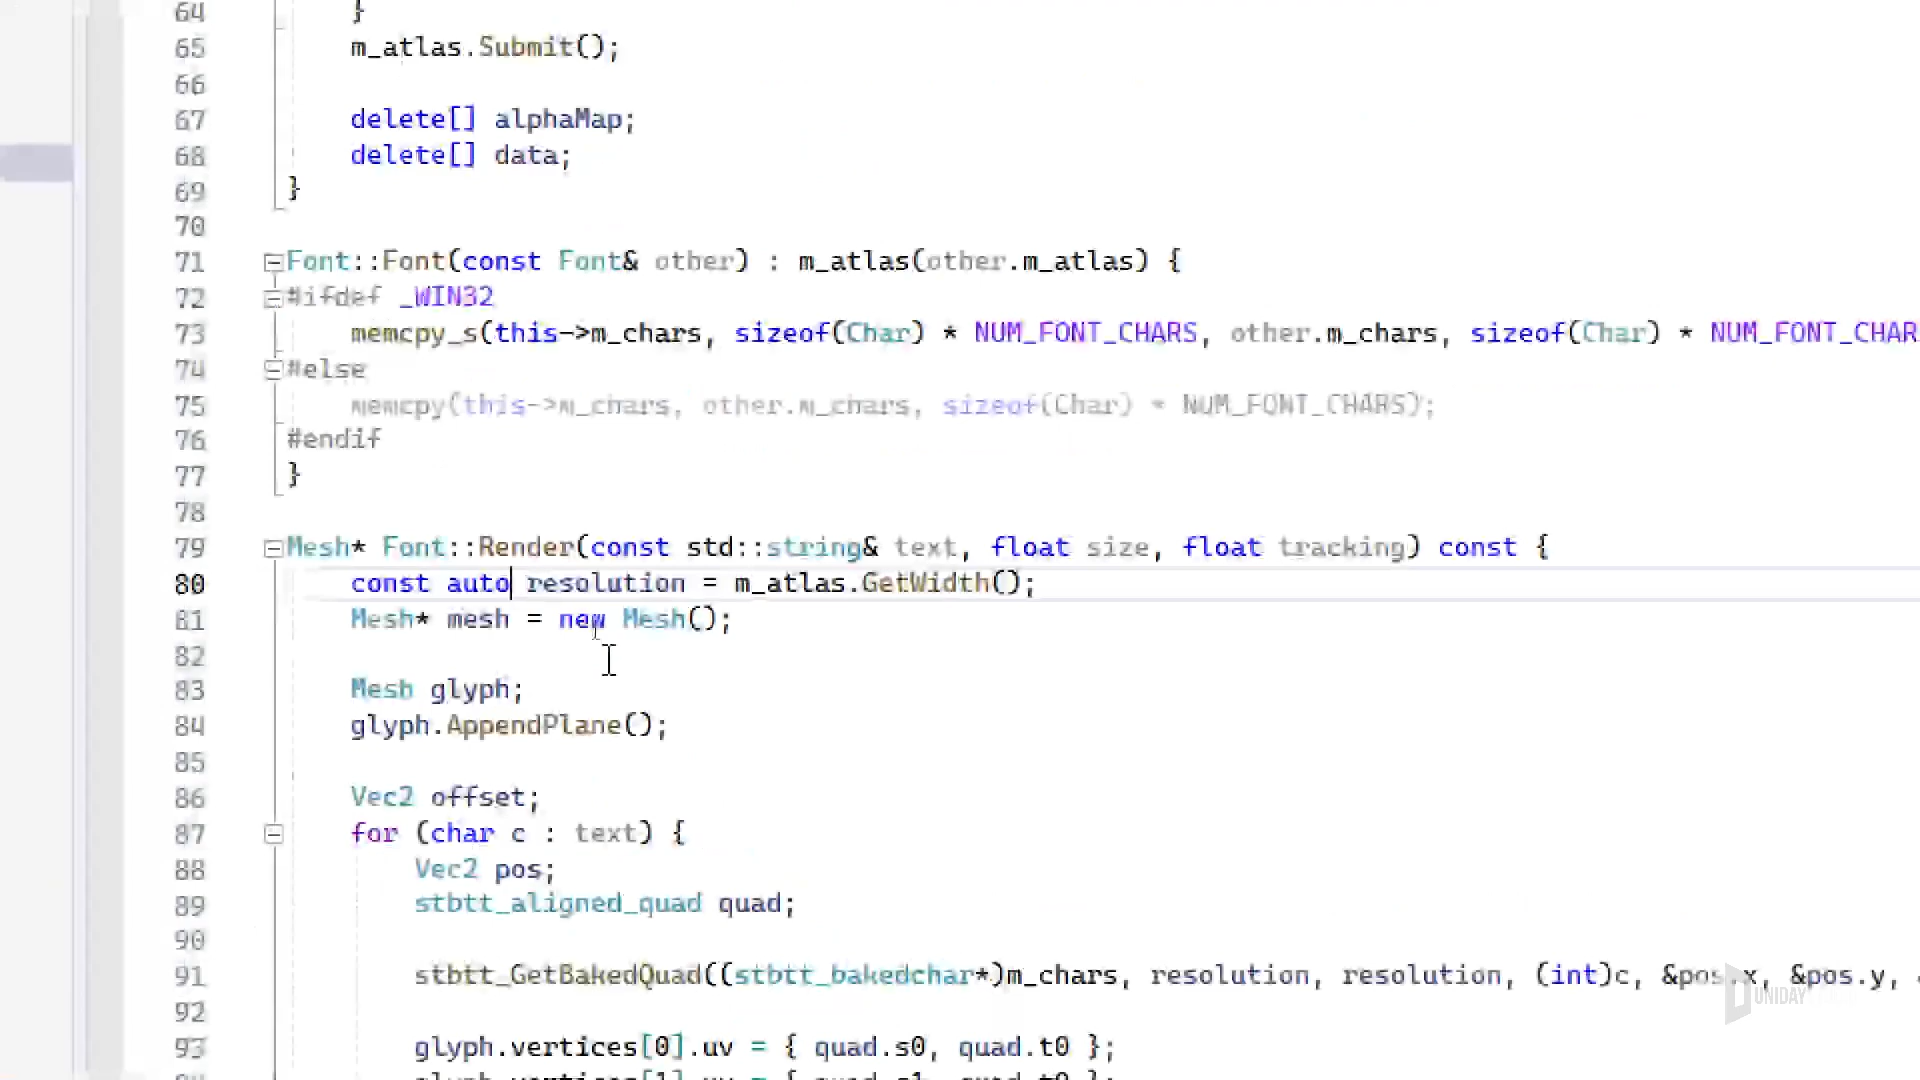 64 }
65 m_atlas.Submit();
66
67 delete[] alphaMap;
68 delete[] data;
69 }
70
71 Font::Font(const Font& other) : m_atlas(other.m_atlas) {
72 #ifdef _WIN32
73 memcpy_s(this->m_chars, sizeof(Char) * NUM_FONT_CHARS, other.m_chars, sizeof(Char) * NUM_FONT_CHAR
74 #else
75 memcpy(this->m_chars, other.m_chars, sizeof(Char) * NUM_FONT_CHARS);
76 #endif
77 }
78
79 Mesh* Font::Render(const std::string& text, float size, float tracking) const {
80 const auto resolution = m_atlas.GetWidth();
81 Mesh* mesh = new Mesh();
82
83 Mesh glyph;
84 glyph.AppendPlane();
85
86 Vec2 offset;
87 for (char c : text) {
88 Vec2 pos;
89 stbtt_aligned_quad quad;
90
91 stbtt_GetBakedQuad((stbtt_bakedchar*)m_chars, resolution, resolution, (int)c, &pos.x, &pos.y,
92
93 glyph.vertices[0].uv = { quad.s0, quad.t0 };
UNIDAY